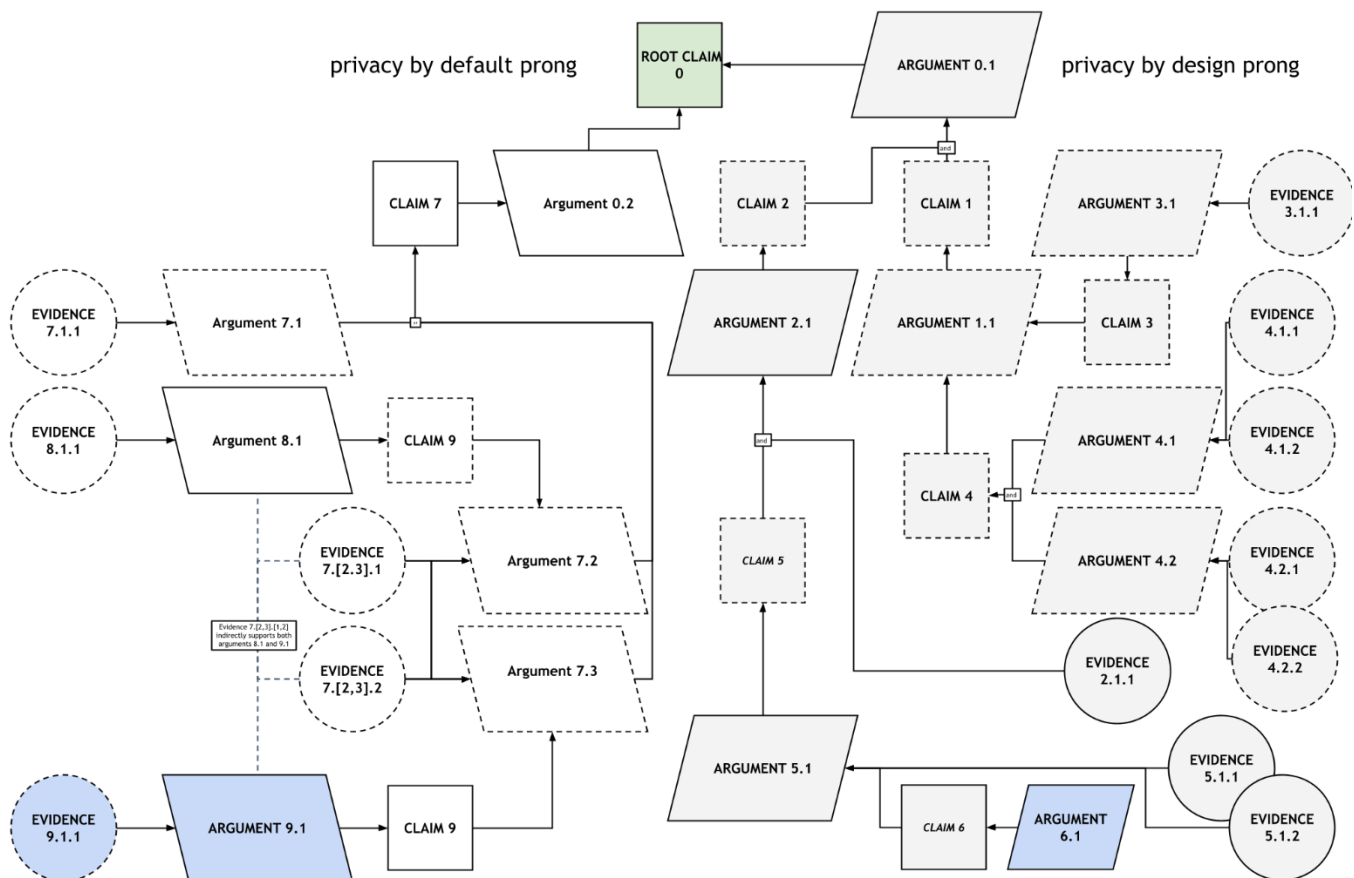 privacy by default prong
ROOT CLAIM
0
ARGUMENT 0.1
privacy by design prong
and
CLAIM 7
Argument 0.2
CLAIM 2
CLAIM 1
ARGUMENT 3.1
EVIDENCE
3.1.1
EVIDENCE
7.1.1
Argument 7.1
ARGUMENT 2.1
ARGUMENT 1.1
CLAIM 3
EVIDENCE
4.1.1
EVIDENCE
8.1.1
Argument 8.1
CLAIM 9
and
ARGUMENT 4.1
EVIDENCE
4.1.2
CLAIM 4
and
EVIDENCE
7.[2.3].1
Argument 7.2
CLAIM 5
ARGUMENT 4.2
EVIDENCE
4.2.1
Evidence 7.[2,3].[1,2]
indirectly supports both
arguments 8.1 and 9.1
EVIDENCE
7.[2,3].2
Argument 7.3
EVIDENCE
2.1.1
EVIDENCE
4.2.2
ARGUMENT 5.1
EVIDENCE
5.1.1
EVIDENCE
9.1.1
ARGUMENT 9.1
CLAIM 9
CLAIM 6
ARGUMENT
6.1
EVIDENCE
5.1.2